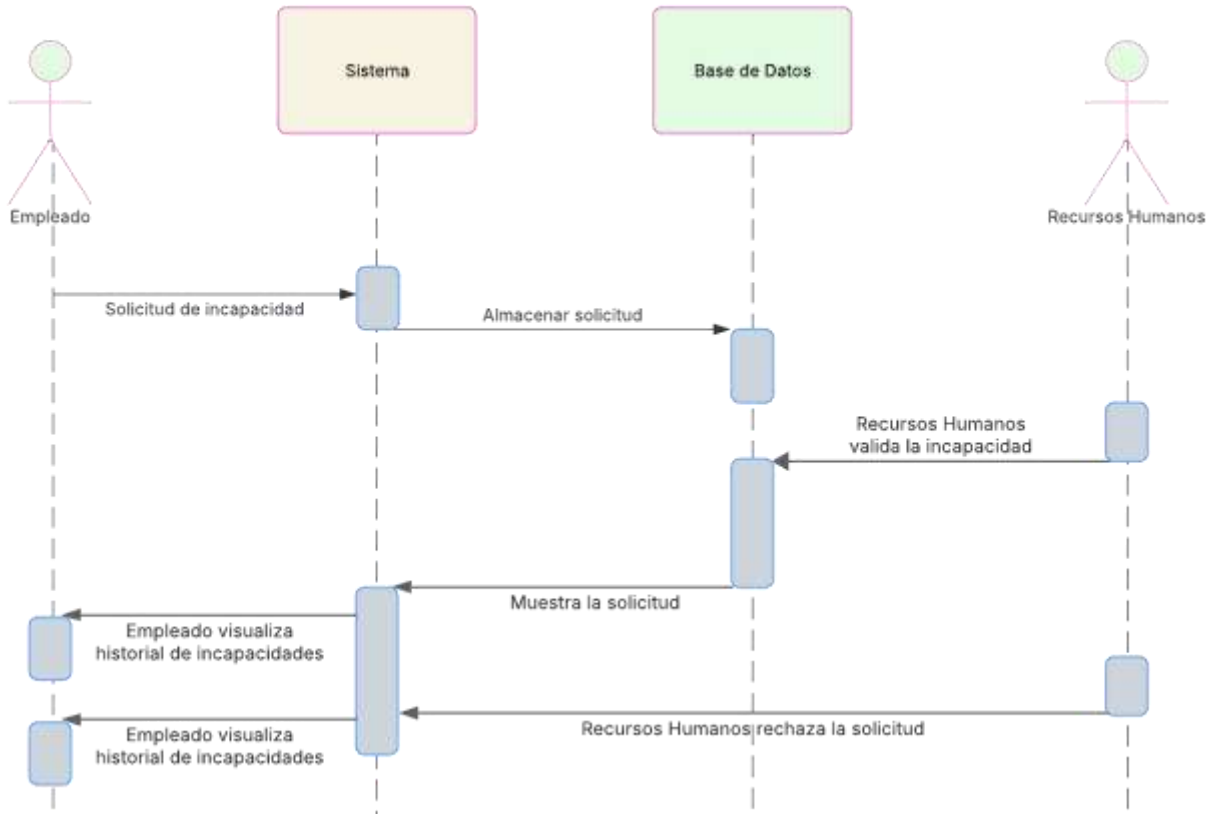 Sistema
Base de Datos
Empleado
Recursos Humanos
Solicitud de incapacidad
Almacenar solicitud
Recursos Humanos
valida la incapacidad
Muestra la solicitud
Empleado visualiza
historial de incapacidades
Recursos Humanos rechaza la solicitud
Empleado visualiza
historial de incapacidades